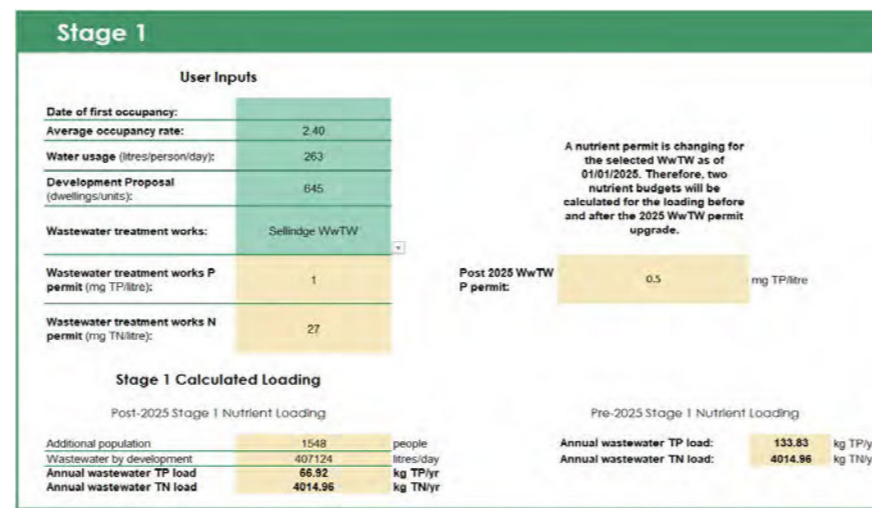 Stage 1
User Inputs
Date of first occupancy:
Average occupancy rate: 2.40
Water usage (litres/person/day): 263
Development Proposal
(dwellings/units): 645
Wastewater treatment works: Sellindge WwTW
Wastewater treatment works P
permit (mg TP/litre): 1
Wastewater treatment works N
permit (mg TN/litre): 27
A nutrient permit is changing for
the selected WwTW as of
01/01/2025. Therefore, two
nutrient budgets will be
calculated for the loading before
and after the 2025 WwTW permit
upgrade.
Post 2025 WwTW
P permit: 0.5 mg TP/litre
Stage 1 Calculated Loading
Post-2025 Stage 1 Nutrient Loading
Additional population 1548 people
Wastewater by development 407124 litres/day
Annual wastewater TP load 66.92 kg TP/yr
Annual wastewater TN load 4014.96 kg TN/yr
Pre-2025 Stage 1 Nutrient Loading
Annual wastewater TP load: 133.83 kg TP/y
Annual wastewater TN load: 4014.96 kg TN/y